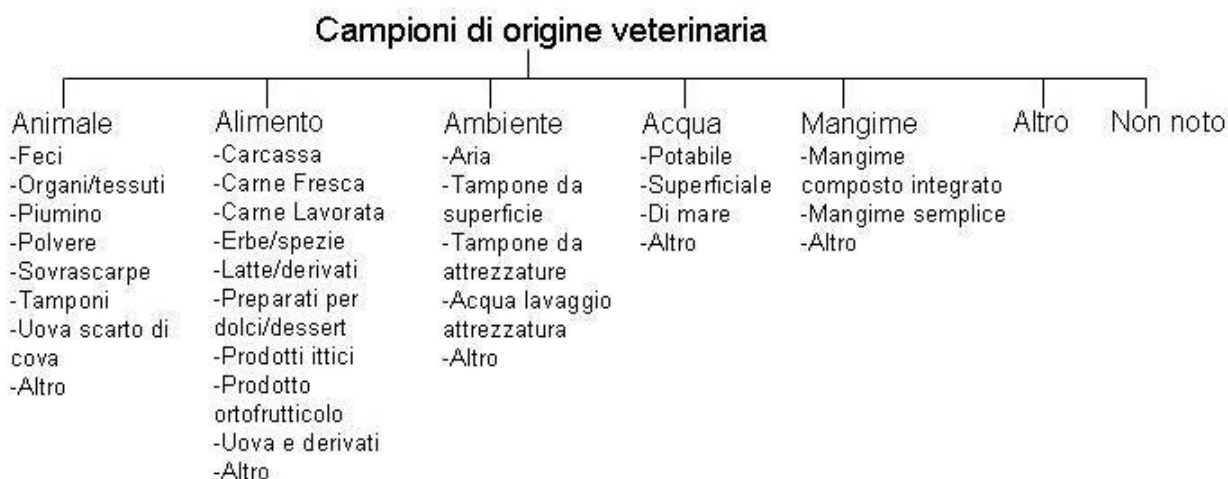 Campioni di origine veterinaria
Animale
-Feci
-Organi/tessuti
-Piumino
-Polvere
-Sovrascarpe
-Tamponi
-Uova scarto di
cova
-Altro
Alimento
-Carcassa
-Carne Fresca
-Carne Lavorata
-Erbe/spezie
-Latte/derivati
-Preparati per
dolci/dessert
-Prodotti ittici
-Prodotto
ortofrutticolo
-Uova e derivati
-Altro
Ambiente
-Aria
-Tampone da
superficie
-Tampone da
attrezzature
-Acqua lavaggio
attrezzatura
-Altro
Acqua
-Potabile
-Superficiale
-Di mare
-Altro
Mangime
-Mangime
composto integrato
-Mangime semplice
-Altro
Altro
Non noto